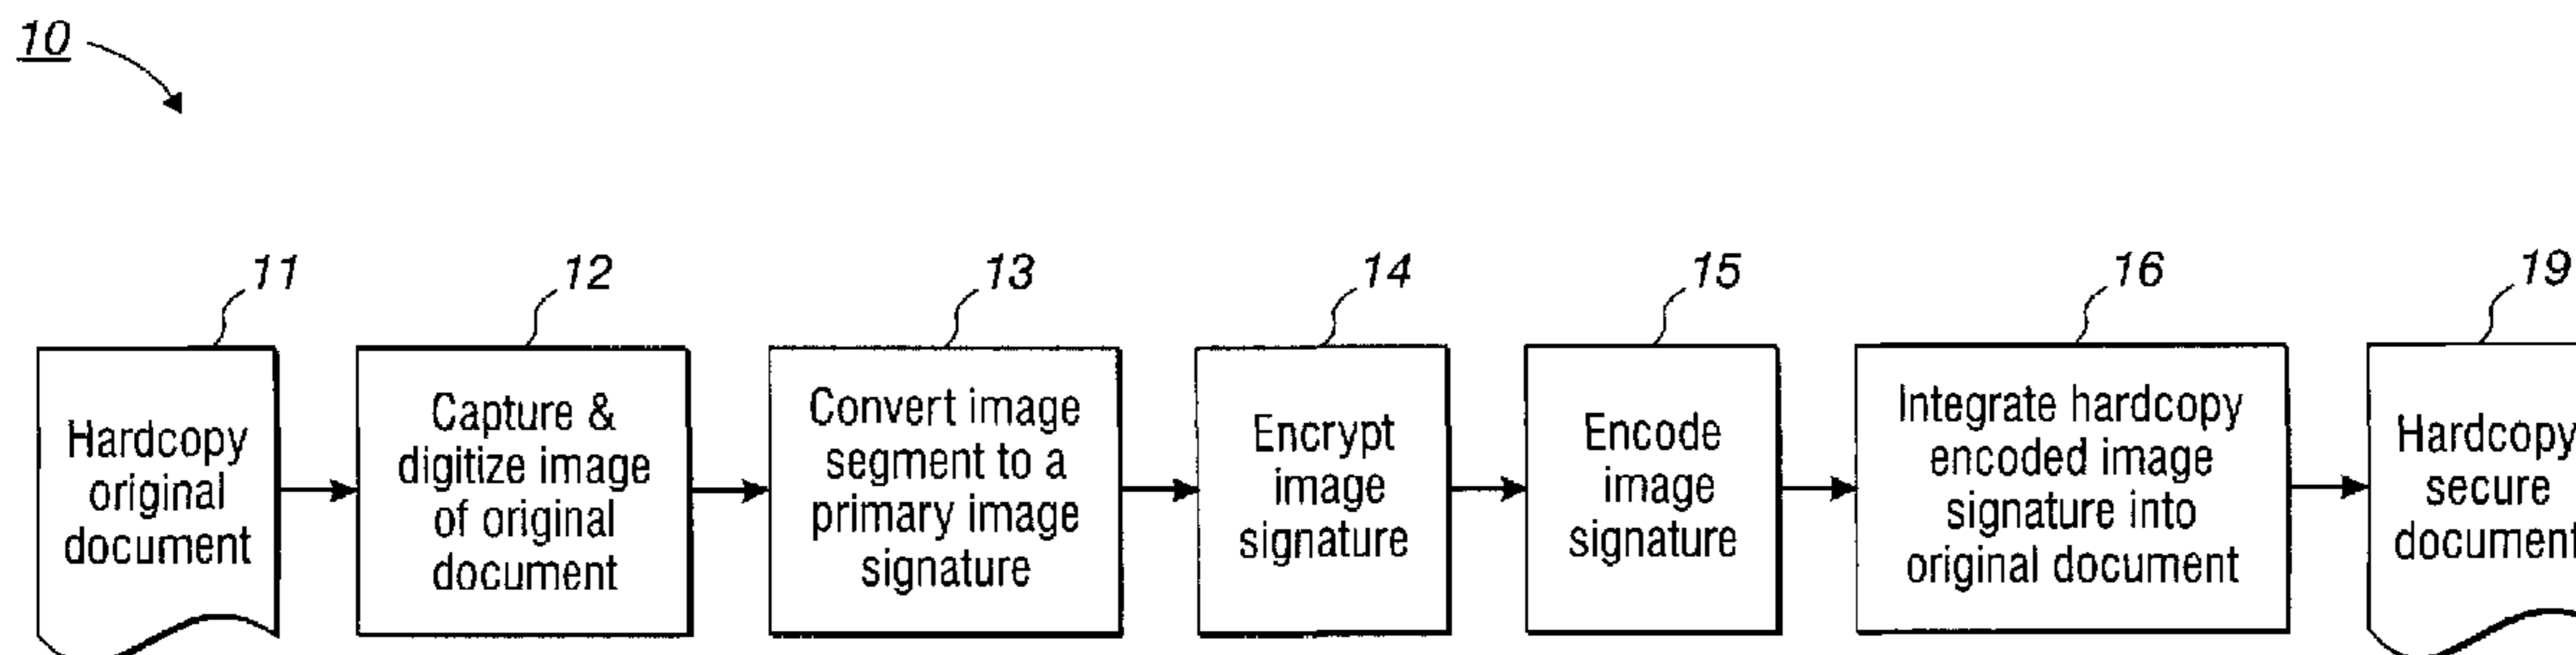 10
11
12
13
14
15
16
19
Hardcopy
original
document
Capture &
digitize image
of original
document
Convert image
segment to a
primary image
signature
Encrypt
image
signature
Encode
image
signature
Integrate hardcopy
encoded image
signature into
original document
Hardcopy
secure
document